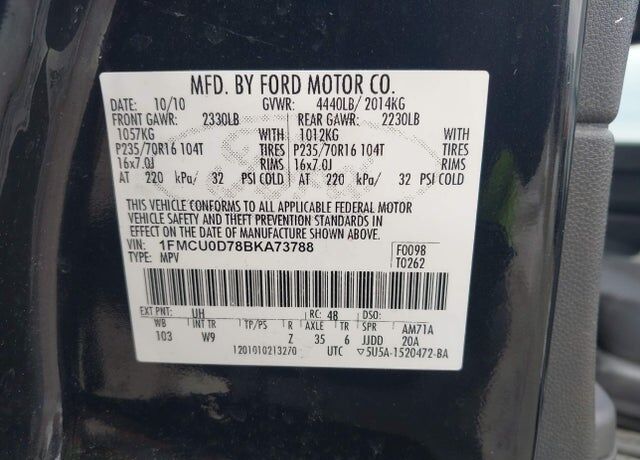 MFD. BY FORD MOTOR CO.
DATE: 10/10 GVWR: 4440LB/ 2014KG
FRONT GAWR: 2330LB REAR GAWR: 2230LB
1057KG WITH 1012KG WITH
P235/70R16 104T TIRES P235/70R16 104T TIRES
16x7.0J RIMS 16x7.0J RIMS
AT 220 kPa/ 32 PSI COLD AT 220 kPa/ 32 PSI COLD
THIS VEHICLE CONFORMS TO ALL APPLICABLE FEDERAL MOTOR
VEHICLE SAFETY AND THEFT PREVENTION STANDARDS IN
EFFECT ON THE DATE OF MANUFACTURE SHOWN ABOVE.
VIN: 1FMCU0D78BKA73788 F0098
TYPE: MPV T0262
EXT PNT: UH RC: 48 DSO:
WB INT TR TP/PS R AXLE TR SPR AM71A
103 W9 Z 35 6 JJDD 20A
1201010213270 UTC ▽5U5A-1520472-BA